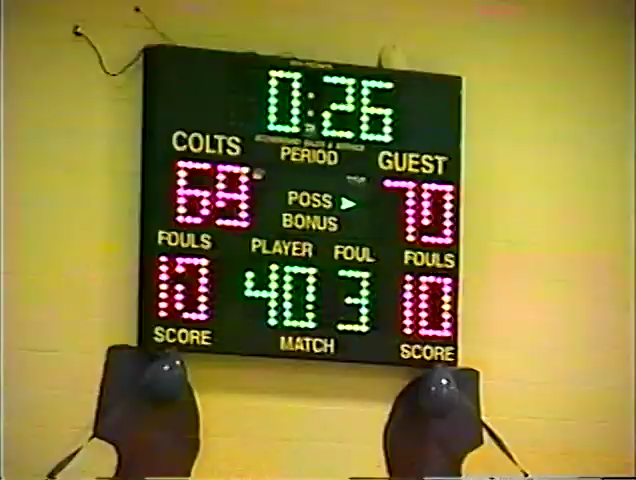 0:26
COLTS PERIOD GUEST
69 POSS 70
BONUS
FOULS PLAYER FOUL FOULS
40 3 10
SCORE MATCH SCORE